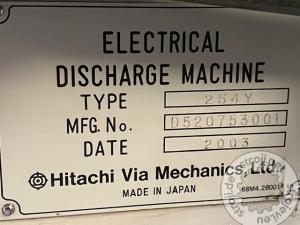 ELECTRICAL
DISCHARGE MACHINE
TYPE 254Y
MFG. No. D520753001
DATE 2003
Hitachi Via Mechanics, Ltd.
MADE IN JAPAN